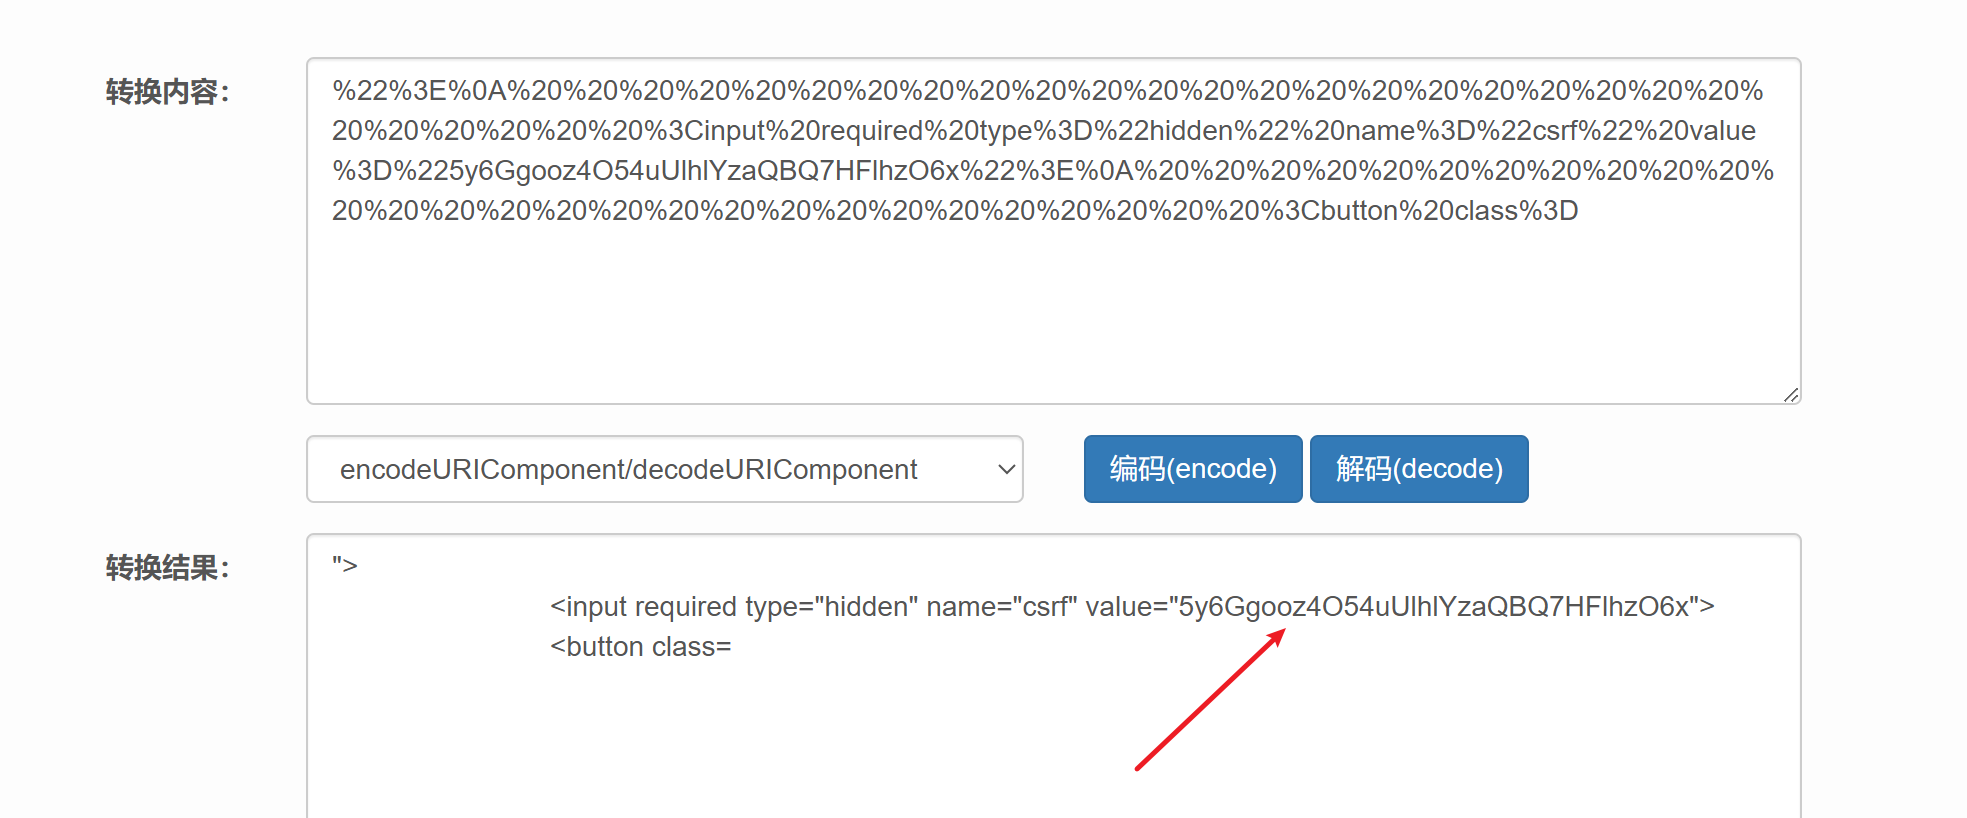 转换内容：
%22%3E%0A%20%20%20%20%20%20%20%20%20%20%20%20%20%20%20%20%20%20%20%20%20%20%
20%20%20%20%20%20%3Cinput%20required%20type%3D%22hidden%22%20name%3D%22csrf%22%20value
%3D%225y6Ggooz4O54uUlhlYzaQBQ7HFlhzO6x%22%3E%0A%20%20%20%20%20%20%20%20%20%20%20%
20%20%20%20%20%20%20%20%20%20%20%20%20%20%20%20%20%3Cbutton%20class%3D
encodeURIComponent/decodeURIComponent
编码(encode)
解码(decode)
转换结果：
">
<input required type="hidden" name="csrf" value="5y6Ggooz4O54uUlhlYzaQBQ7HFlhzO6x">
<button class=